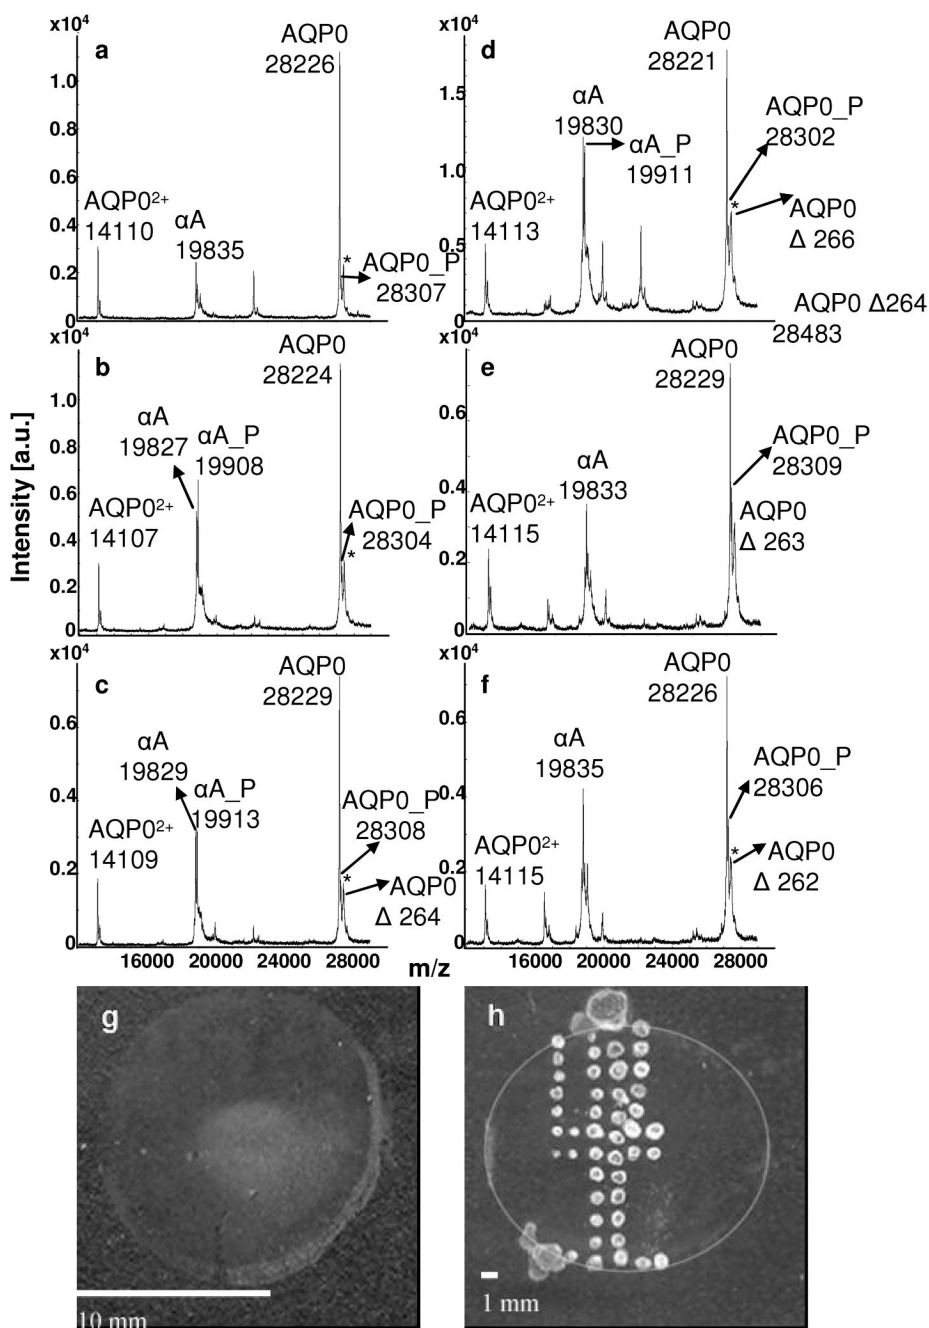 x10⁴
a
AQP0
28226
1.0
0.8
0.6
0.4
0.2
0
AQP0²⁺
14110
αA
19835
*
AQP0_P
28307
x10⁴
d
AQP0
28221
1.5
1.0
0.5
0
αA
19830
αA_P
19911
AQP0_P
28302
AQP0²⁺
14113
*
AQP0
Δ 266
AQP0 Δ264
28483
Intensity [a.u.]
b
AQP0
28224
1.0
0.8
0.6
0.4
0.2
0
αA
19827
αA_P
19908
AQP0²⁺
14107
AQP0_P
28304
*
x10⁴
e
AQP0
28229
0.6
0.4
0.2
0
αA
19833
AQP0_P
28309
AQP0²⁺
14115
AQP0
Δ 263
x10⁴
c
AQP0
28229
0.6
0.4
0.2
0
αA
19829
αA_P
19913
AQP0²⁺
14109
AQP0_P
28308
*
AQP0
Δ 264
x10⁴
f
AQP0
28226
0.6
0.4
0.2
0
αA
19835
AQP0_P
28306
AQP0²⁺
14115
*
AQP0
Δ 262
16000 20000 24000 28000
m/z
16000 20000 24000 28000
g
10 mm
h
1 mm